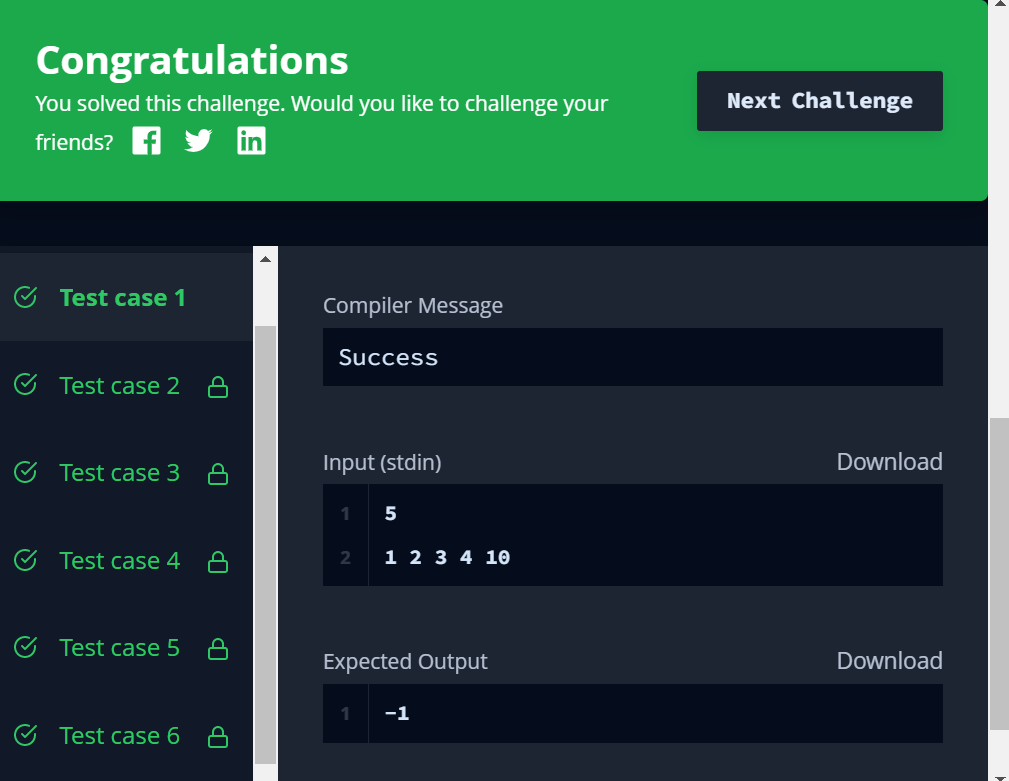 Congratulations
You solved this challenge. Would you like to challenge your
friends?
Next Challenge
Test case 1
Test case 2
Test case 3
Test case 4
Test case 5
Test case 6
Compiler Message
Success
Input (stdin)
Download
1 5
2 1 2 3 4 10
Expected Output
Download
1 -1